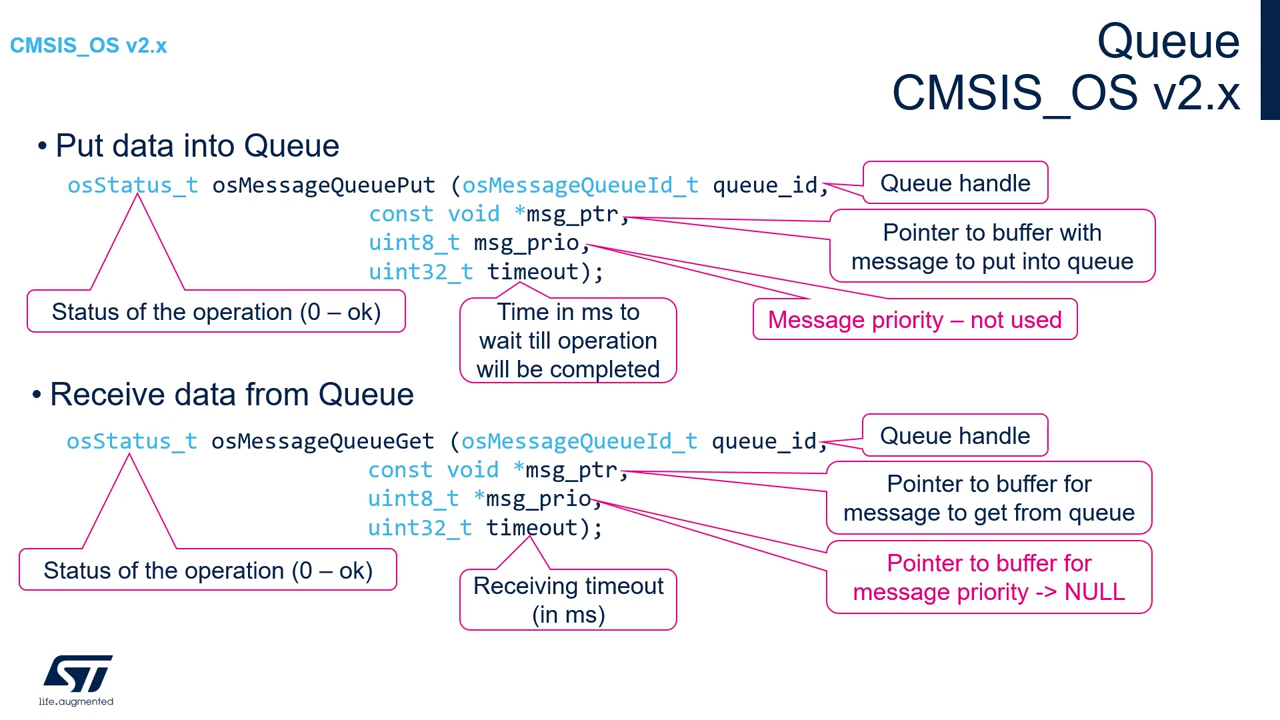 CMSIS_OS v2.x
Queue
CMSIS_OS v2.x
• Put data into Queue
osStatus_t osMessageQueuePut (osMessageQueueId_t queue_id,
const void *msg_ptr,
uint8_t msg_prio,
uint32_t timeout);
Queue handle
Pointer to buffer with
message to put into queue
Message priority – not used
Status of the operation (0 – ok)
Time in ms to
wait till operation
will be completed
• Receive data from Queue
osStatus_t osMessageQueueGet (osMessageQueueId_t queue_id,
const void *msg_ptr,
uint8_t *msg_prio,
uint32_t timeout);
Queue handle
Pointer to buffer for
message to get from queue
Pointer to buffer for
message priority -> NULL
Status of the operation (0 – ok)
Receiving timeout
(in ms)
ST
life.augmented